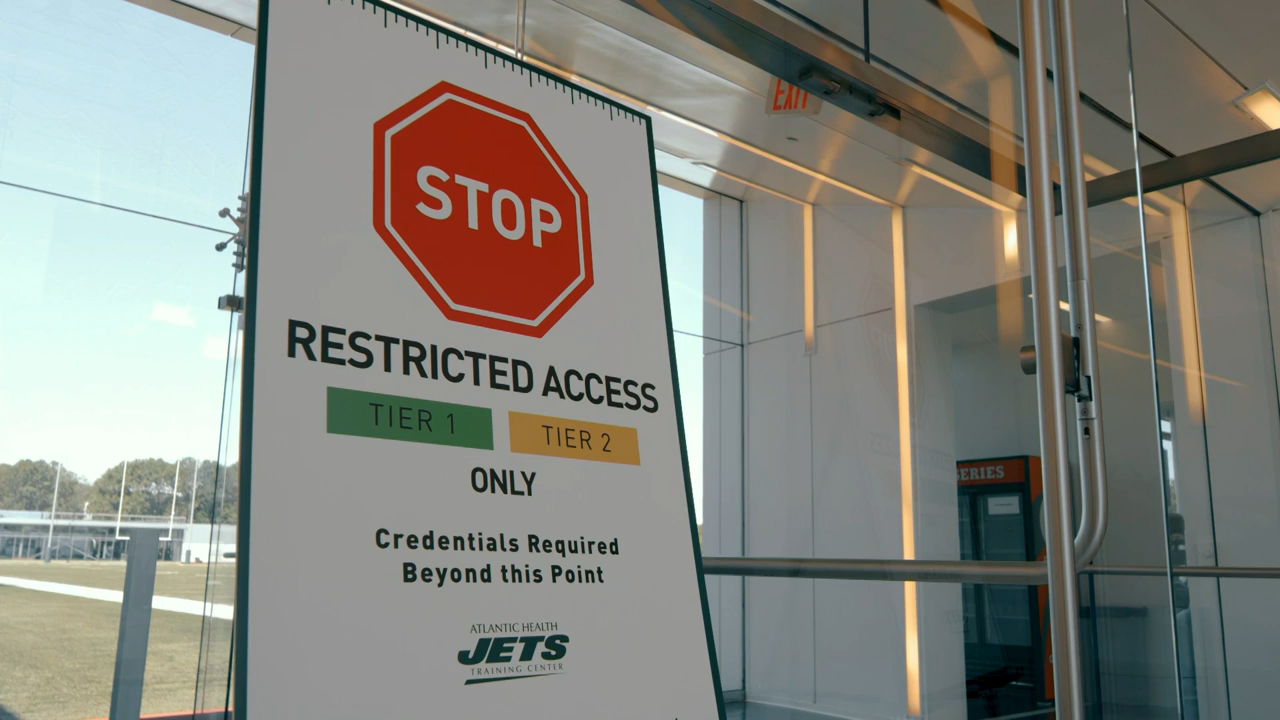 EXIT
STOP
RESTRICTED ACCESS
TIER 1 TIER 2
ONLY
Credentials Required
Beyond this Point
ATLANTIC HEALTH
JETS
TRAINING CENTER
SERIES